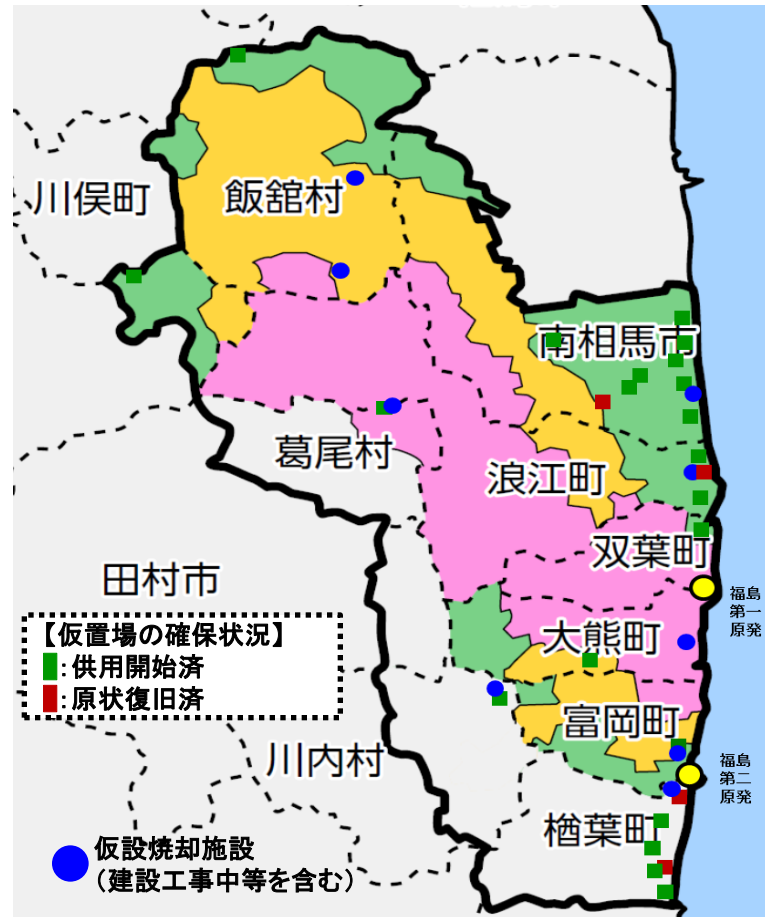 川俣町
飯舘村
南相馬市
葛尾村
浪江町
双葉町
田村市
福島
第一
原発
【仮置場の確保状況】
:供用開始済
:原状復旧済
大熊町
富岡町
川内村
福島
第二
原発
楢葉町
仮設焼却施設
(建設工事中等を含む)